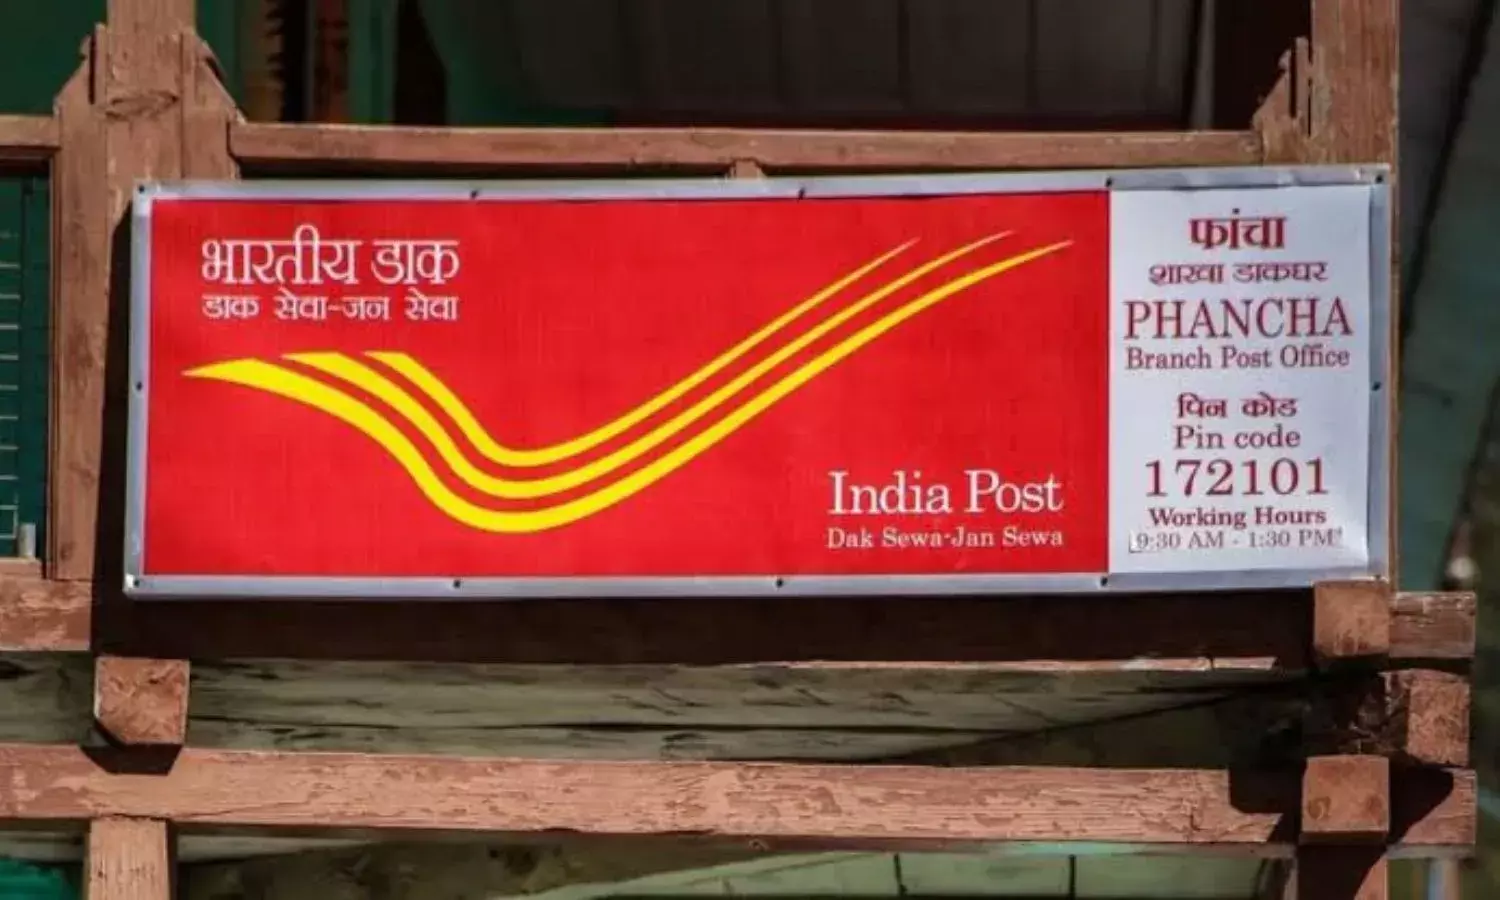 भारतीय डाक
डाक सेवा-जन सेवा
India Post
Dak Sewa-Jan Sewa
फांचा
शाखा डाकघर
PHANCHA
Branch Post Office
पिन कोड
Pin code
172101
Working Hours
9:30 AM - 1:30 PM